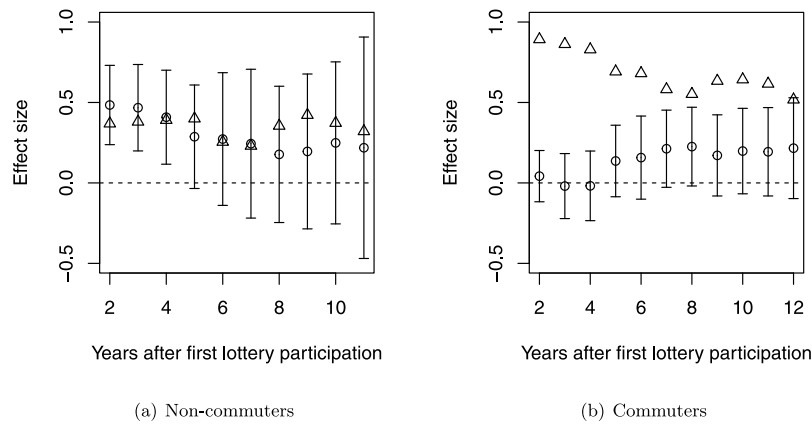 1.0
0.5
0.0
−0.5
Effect size
2 4 6 8 10
Years after first lottery participation
(a) Non-commuters
1.0
0.5
0.0
−0.5
Effect size
2 4 6 8 10 12
Years after first lottery participation
(b) Commuters